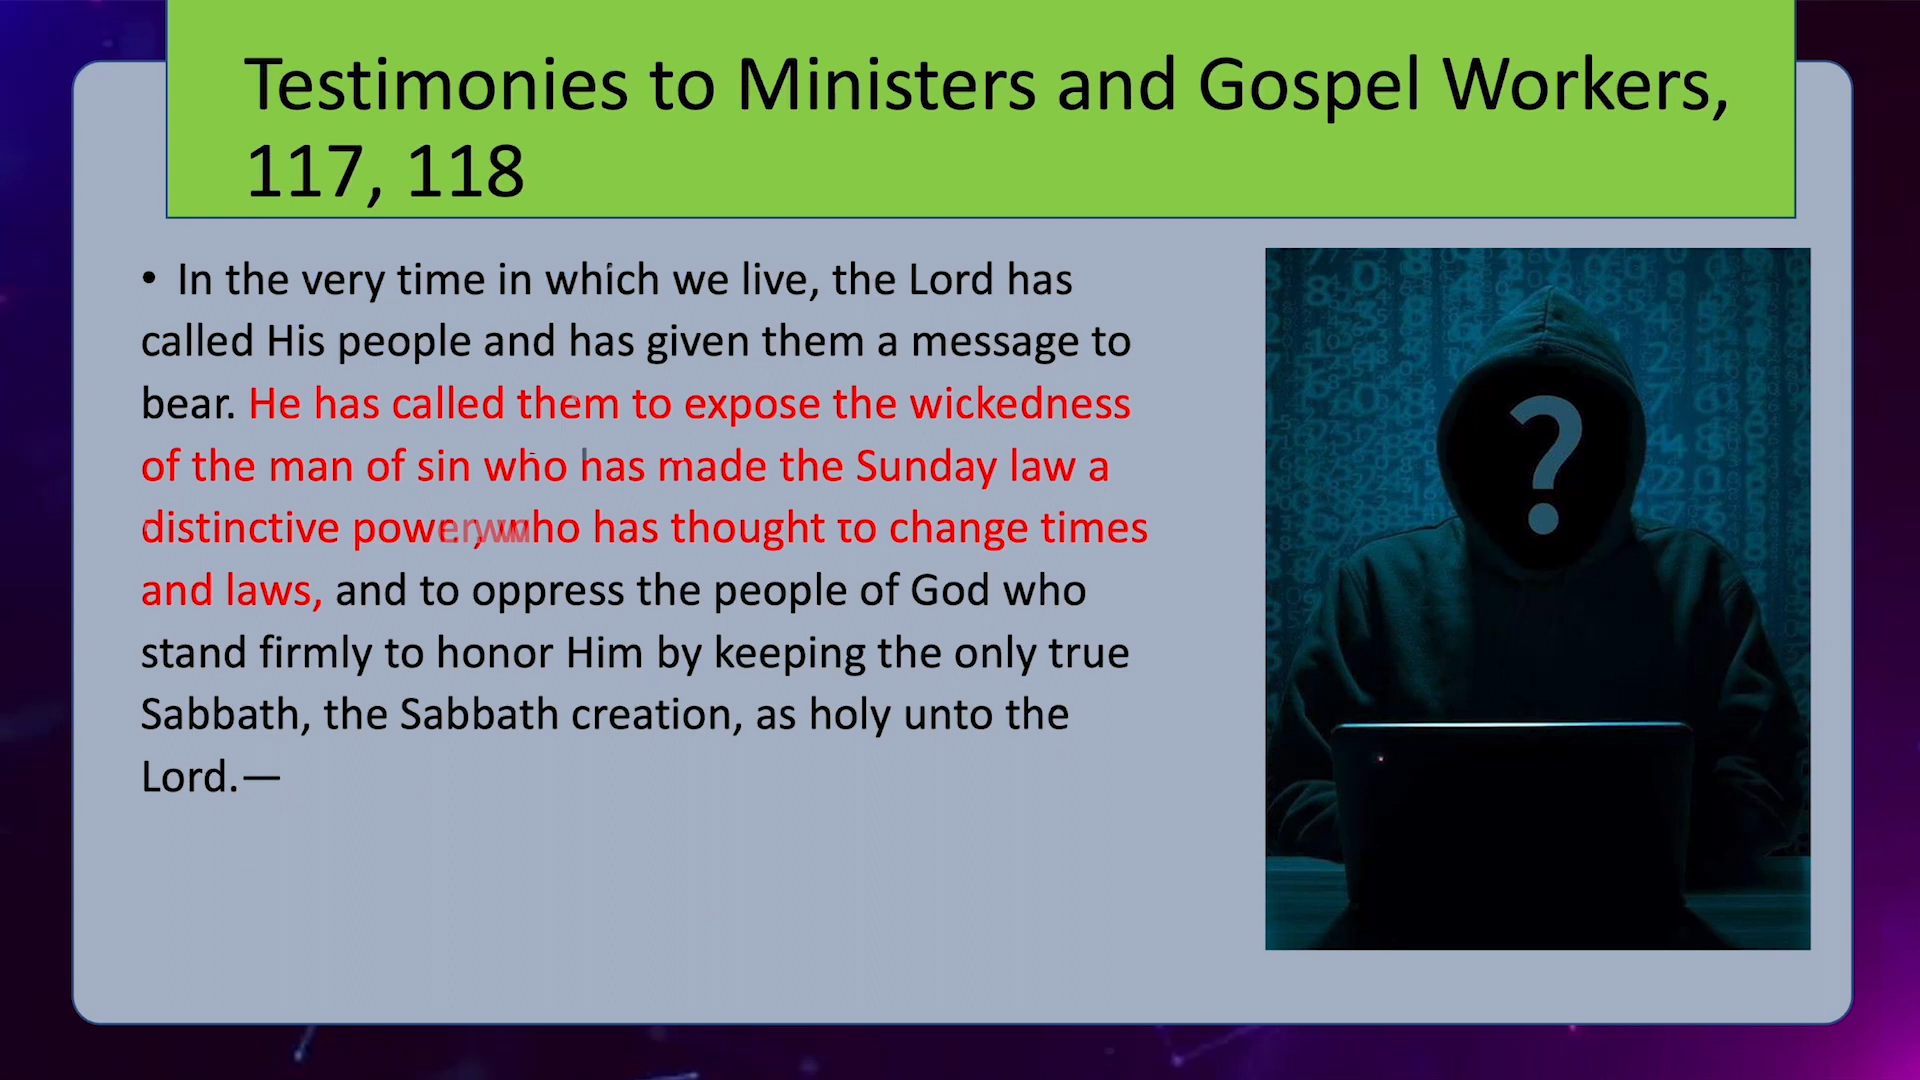 Testimonies to Ministers and Gospel Workers,
117, 118
• In the very time in which we live, the Lord has
called His people and has given them a message to
bear. He has called them to expose the wickedness
of the man of sin who has made the Sunday law a
distinctive power, who has thought to change times
and laws, and to oppress the people of God who
stand firmly to honor Him by keeping the only true
Sabbath, the Sabbath creation, as holy unto the
Lord.—
?